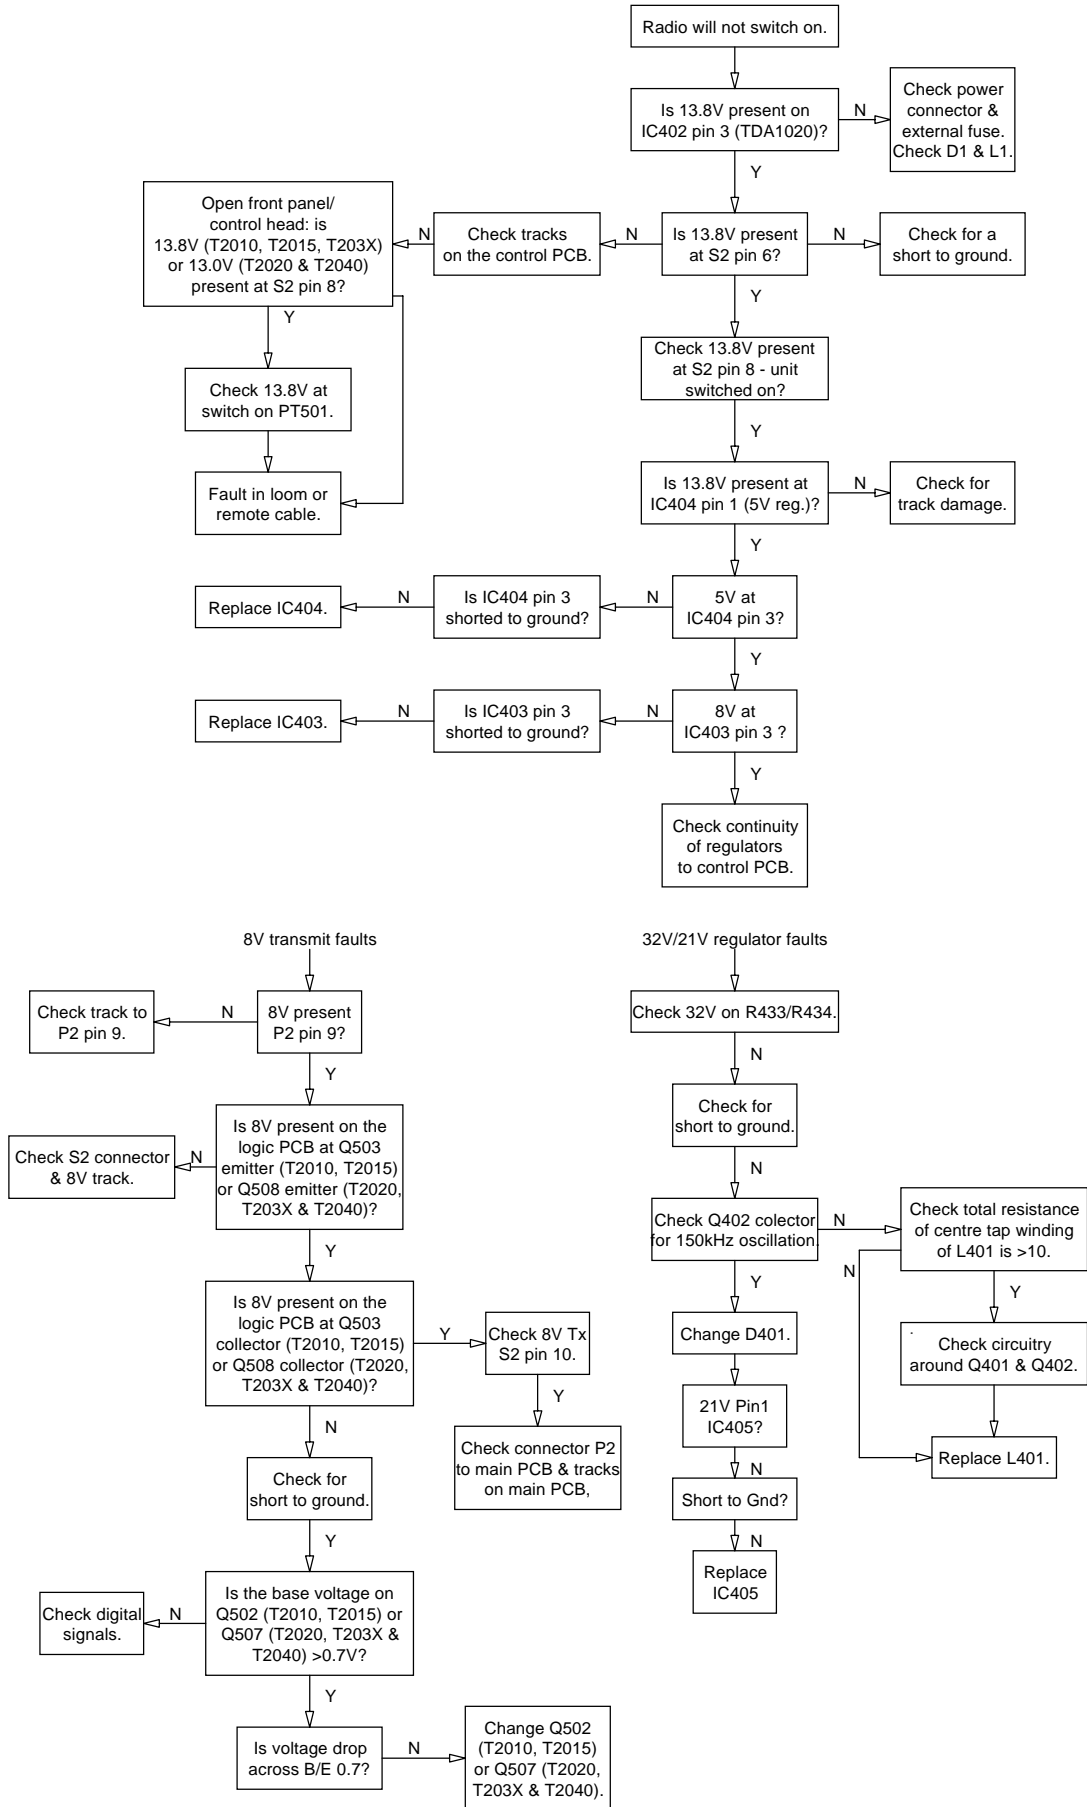 Radio will not switch on.
Is 13.8V present on
IC402 pin 3 (TDA1020)?
N
Check power
connector &
external fuse.
Check D1 & L1.
Y
Open front panel/
control head: is
13.8V (T2010, T2015, T203X)
or 13.0V (T2020 & T2040)
present at S2 pin 8?
N
Check tracks
on the control PCB.
N
Is 13.8V present
at S2 pin 6?
N
Check for a
short to ground.
Y
Y
Check 13.8V at
switch on PT501.
Check 13.8V present
at S2 pin 8 - unit
switched on?
Y
Fault in loom or
remote cable.
Is 13.8V present at
IC404 pin 1 (5V reg.)?
N
Check for
track damage.
Y
Replace IC404.
N
Is IC404 pin 3
shorted to ground?
N
5V at
IC404 pin 3?
Y
Replace IC403.
N
Is IC403 pin 3
shorted to ground?
N
8V at
IC403 pin 3 ?
Y
Check continuity
of regulators
to control PCB.
8V transmit faults
Check track to
P2 pin 9.
N
8V present
P2 pin 9?
Y
Check S2 connector
& 8V track.
N
Is 8V present on the
logic PCB at Q503
emitter (T2010, T2015)
or Q508 emitter (T2020,
T203X & T2040)?
Y
Is 8V present on the
logic PCB at Q503
collector (T2010, T2015)
or Q508 collector (T2020,
T203X & T2040)?
Y
Check 8V Tx
S2 pin 10.
Y
Check connector P2
to main PCB & tracks
on main PCB,
N
Check for
short to ground.
Y
Check digital
signals.
N
Is the base voltage on
Q502 (T2010, T2015) or
Q507 (T2020, T203X &
T2040) >0.7V?
Y
Is voltage drop
across B/E 0.7?
N
Change Q502
(T2010, T2015)
or Q507 (T2020,
T203X & T2040).
32V/21V regulator faults
Check 32V on R433/R434.
N
Check for
short to ground.
N
Check Q402 colector
for 150kHz oscillation.
N
Check total resistance
of centre tap winding
of L401 is >10.
N
Y
.
Check circuitry
around Q401 & Q402.
Replace L401.
Y
Change D401.
21V Pin1
IC405?
N
Short to Gnd?
N
Replace
IC405